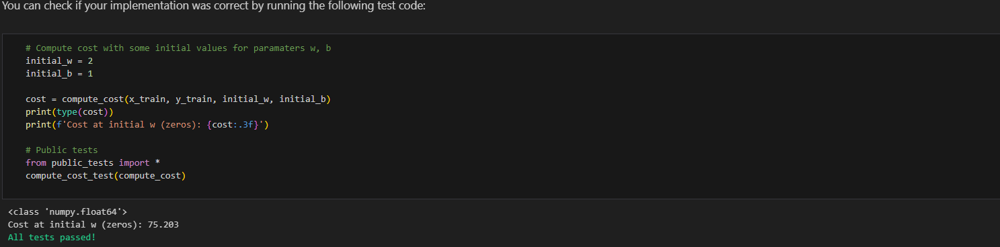 You can check if your implementation was correct by running the following test code:
# Compute cost with some initial values for paramaters w, b
initial_w = 2
initial_b = 1
cost = compute_cost(x_train, y_train, initial_w, initial_b)
print(type(cost))
print(f'Cost at initial w (zeros): {cost:.3f}')
# Public tests
from public_tests import *
compute_cost_test(compute_cost)
<class 'numpy.float64'>
Cost at initial w (zeros): 75.203
All tests passed!